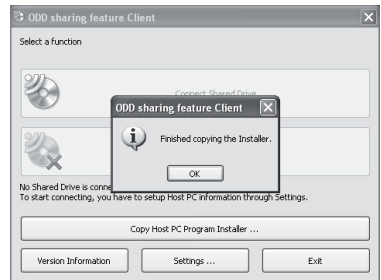 ODD sharing feature Client
Select a function
Connect Shared Drive
ODD sharing feature Client
Finished copying the Installer.
OK
No Shared Drive is conne
To start connecting, you have to setup Host PC information through Settings.
Copy Host PC Program Installer ...
Version Information
Settings ...
Exit